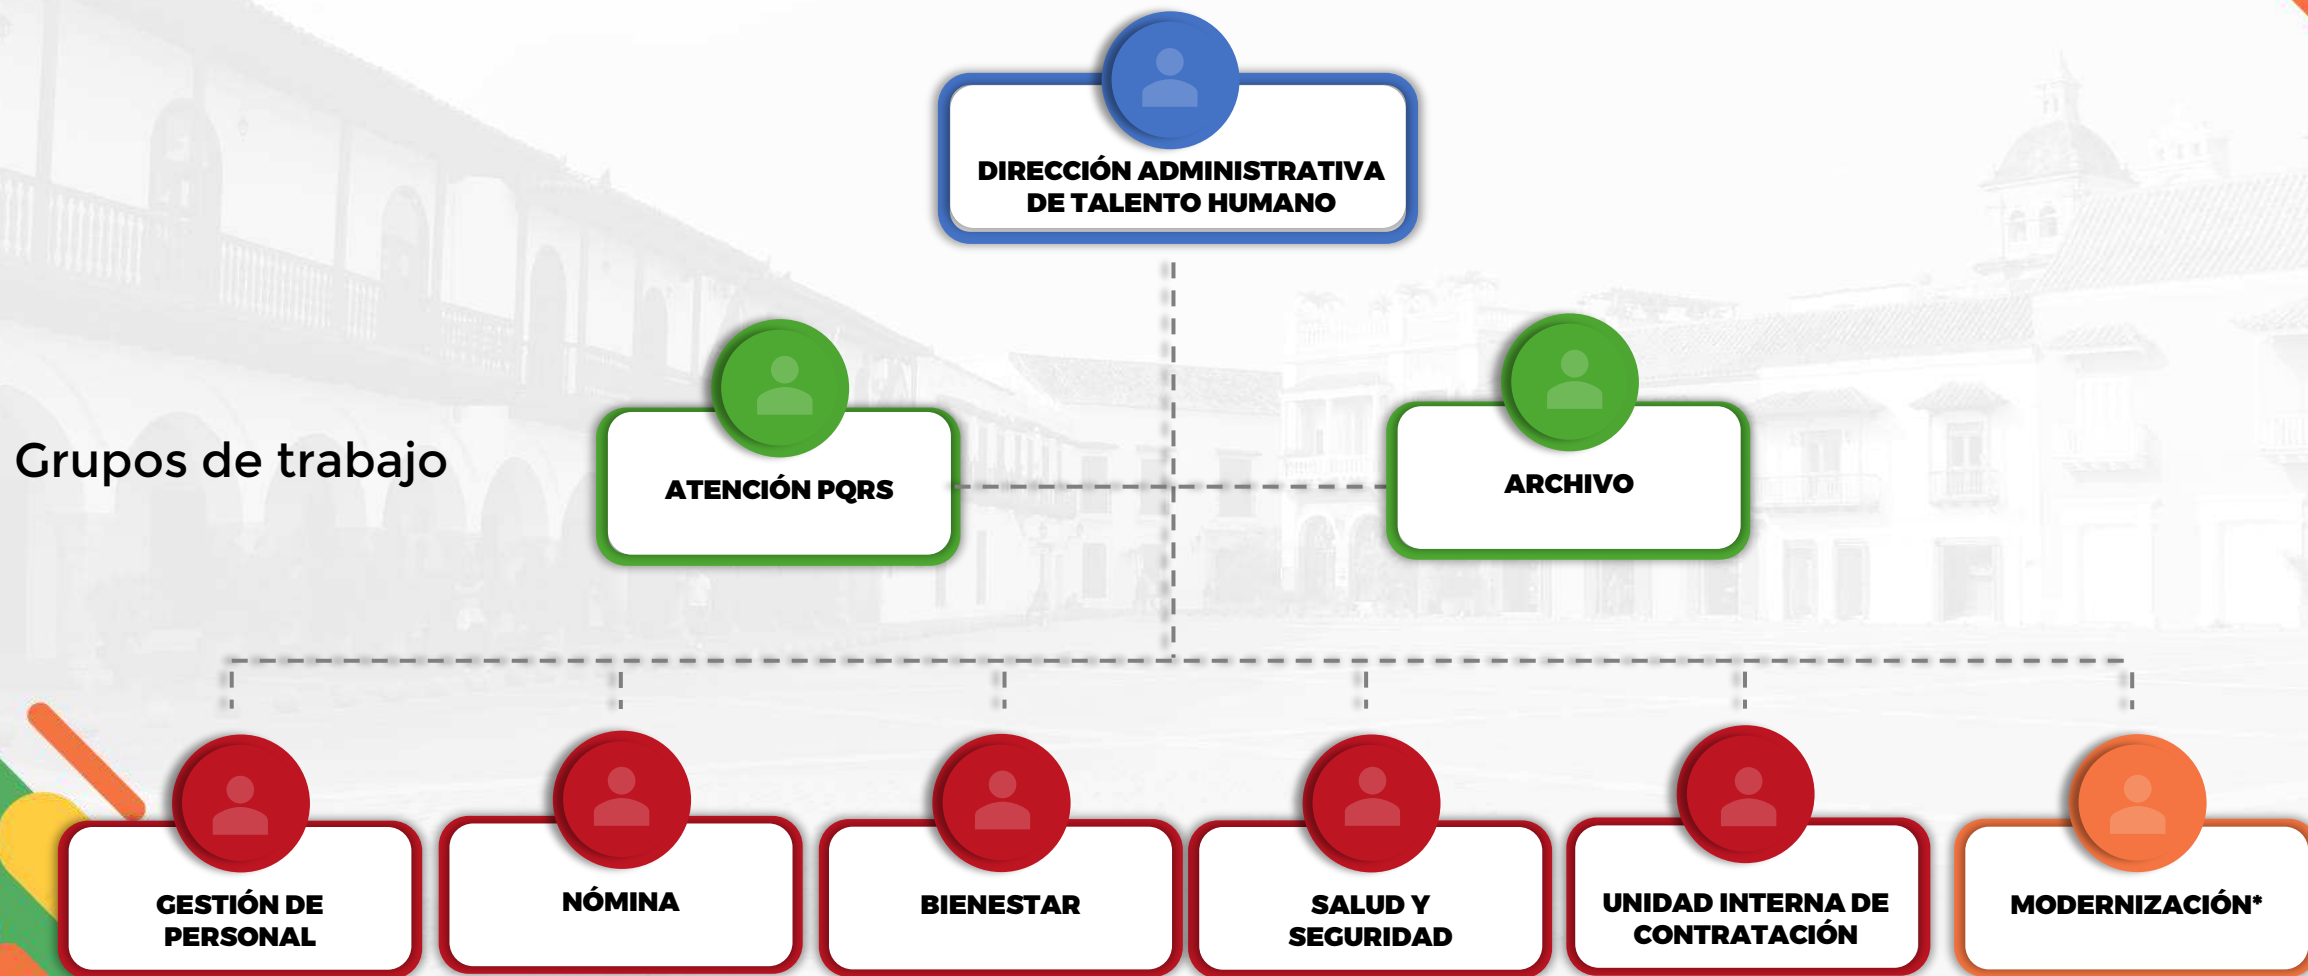 DIRECCIÓN ADMINISTRATIVA
DE TALENTO HUMANO
Grupos de trabajo
ATENCIÓN PQRS
ARCHIVO
GESTIÓN DE
PERSONAL
NÓMINA
BIENESTAR
SALUD Y
SEGURIDAD
UNIDAD INTERNA DE
CONTRATACIÓN
MODERNIZACIÓN*